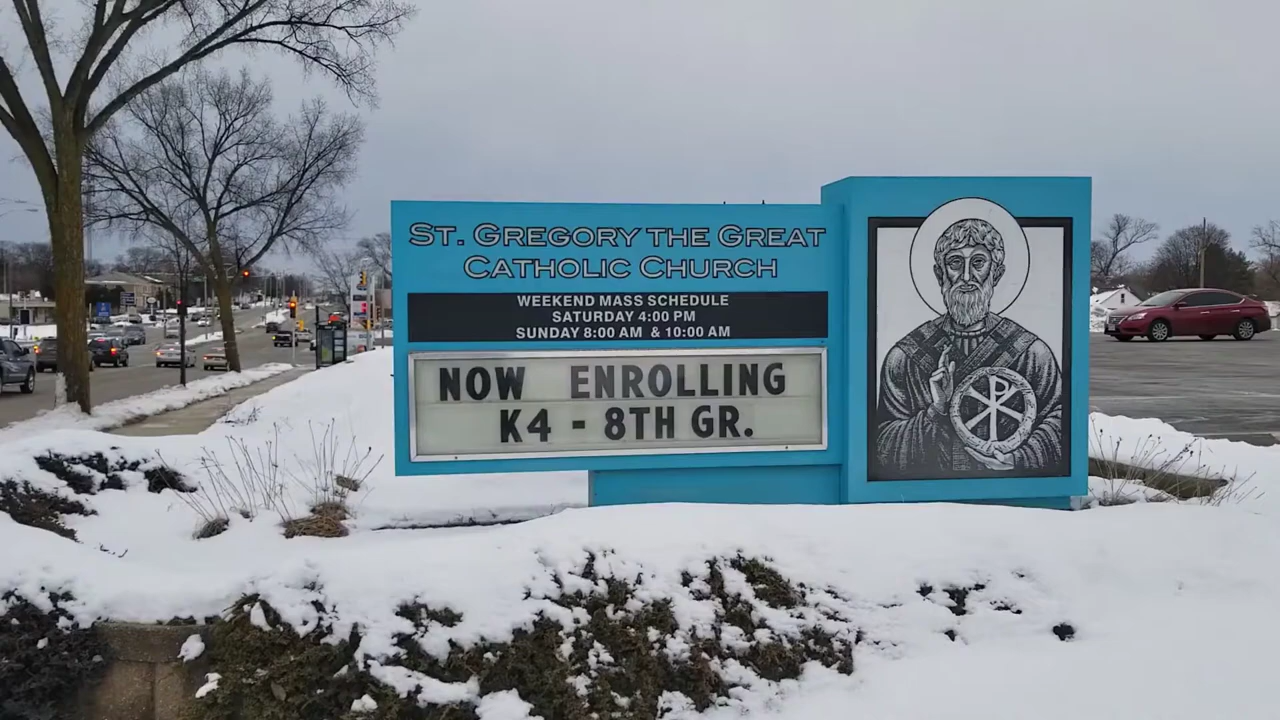 ST. GREGORY THE GREAT
CATHOLIC CHURCH
WEEKEND MASS SCHEDULE
SATURDAY 4:00 PM
SUNDAY 8:00 AM & 10:00 AM
NOW ENROLLING
K4 - 8TH GR.